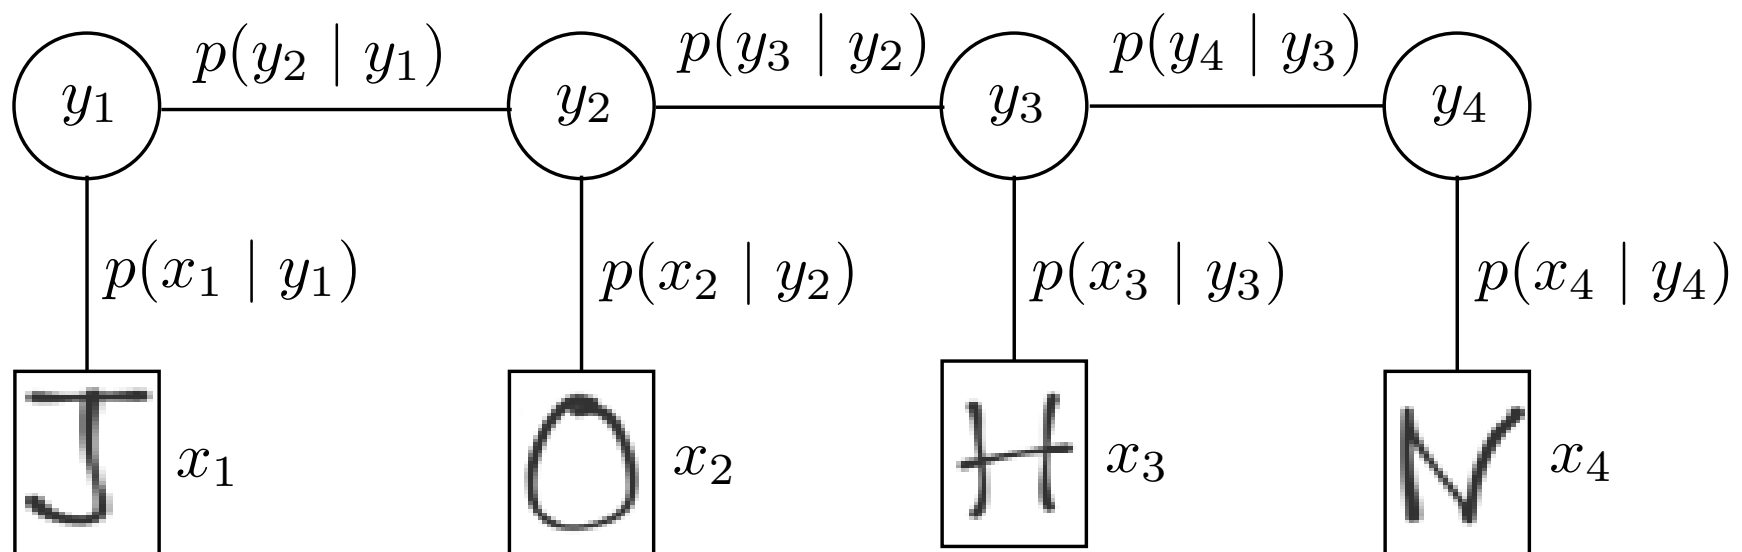 p(y₂ | y₁) p(y₃ | y₂) p(y₄ | y₃)
y₁ y₂ y₃ y₄
p(x₁ | y₁) p(x₂ | y₂) p(x₃ | y₃) p(x₄ | y₄)
J x₁ O x₂ H x₃ N x₄